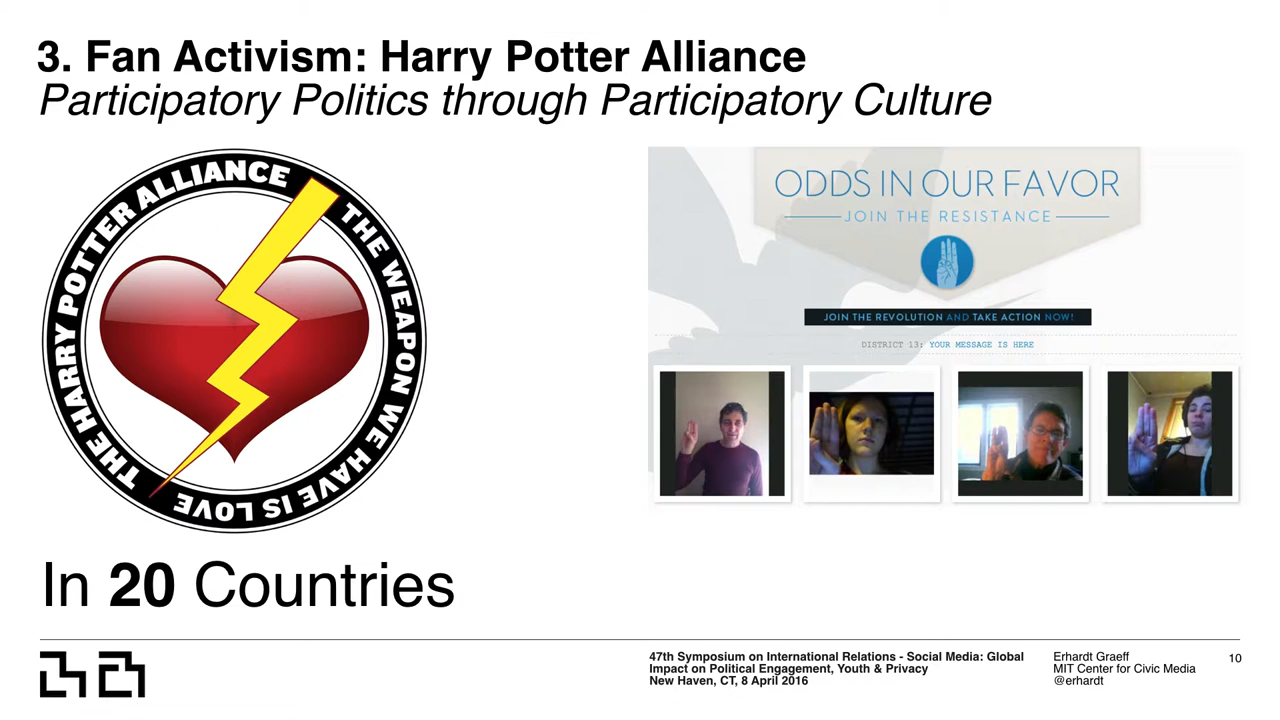 3. Fan Activism: Harry Potter Alliance
Participatory Politics through Participatory Culture
THE HARRY POTTER ALLIANCE
THE WEAPON WE HAVE IS LOVE
ODDS IN OUR FAVOR
JOIN THE RESISTANCE
JOIN THE REVOLUTION AND TAKE ACTION NOW!
DISTRICT 13: YOUR MESSAGE IS HERE
In 20 Countries
47th Symposium on International Relations - Social Media: Global
Impact on Political Engagement, Youth & Privacy
New Haven, CT, 8 April 2016
Erhardt Graeff
MIT Center for Civic Media
@erhardt
10